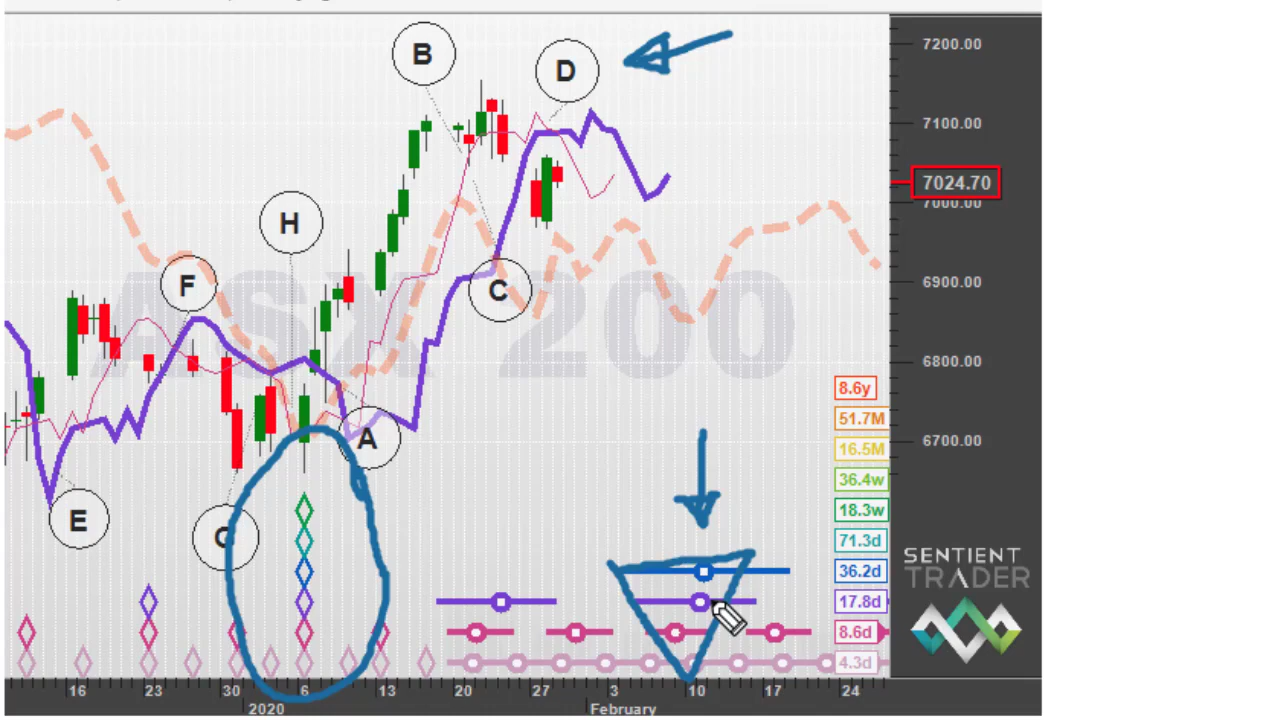 B
D
H
F
C
A
E
G
ASX 200
7200.00
7100.00
7024.70
7000.00
6900.00
6800.00
6700.00
8.6y
51.7M
16.5M
36.4w
18.3w
71.3d
36.2d
17.8d
8.6d
4.3d
SENTIENT
TRADER
16 23 30 6 13 20 27 3 10 17 24
2020 February